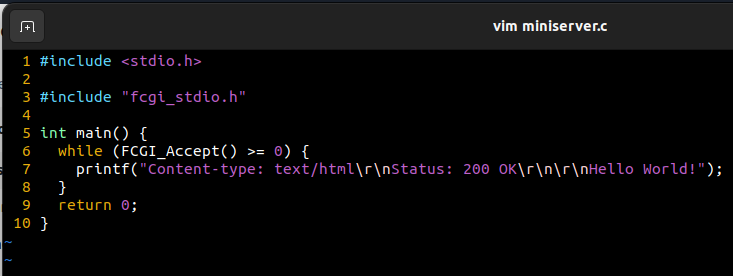 vim miniserver.c
1 #include <stdio.h>
2
3 #include "fcgi_stdio.h"
4
5 int main() {
6   while (FCGI_Accept() >= 0) {
7     printf("Content-type: text/html\r\nStatus: 200 OK\r\n\r\nHello World!");
8   }
9   return 0;
10 }
~
~